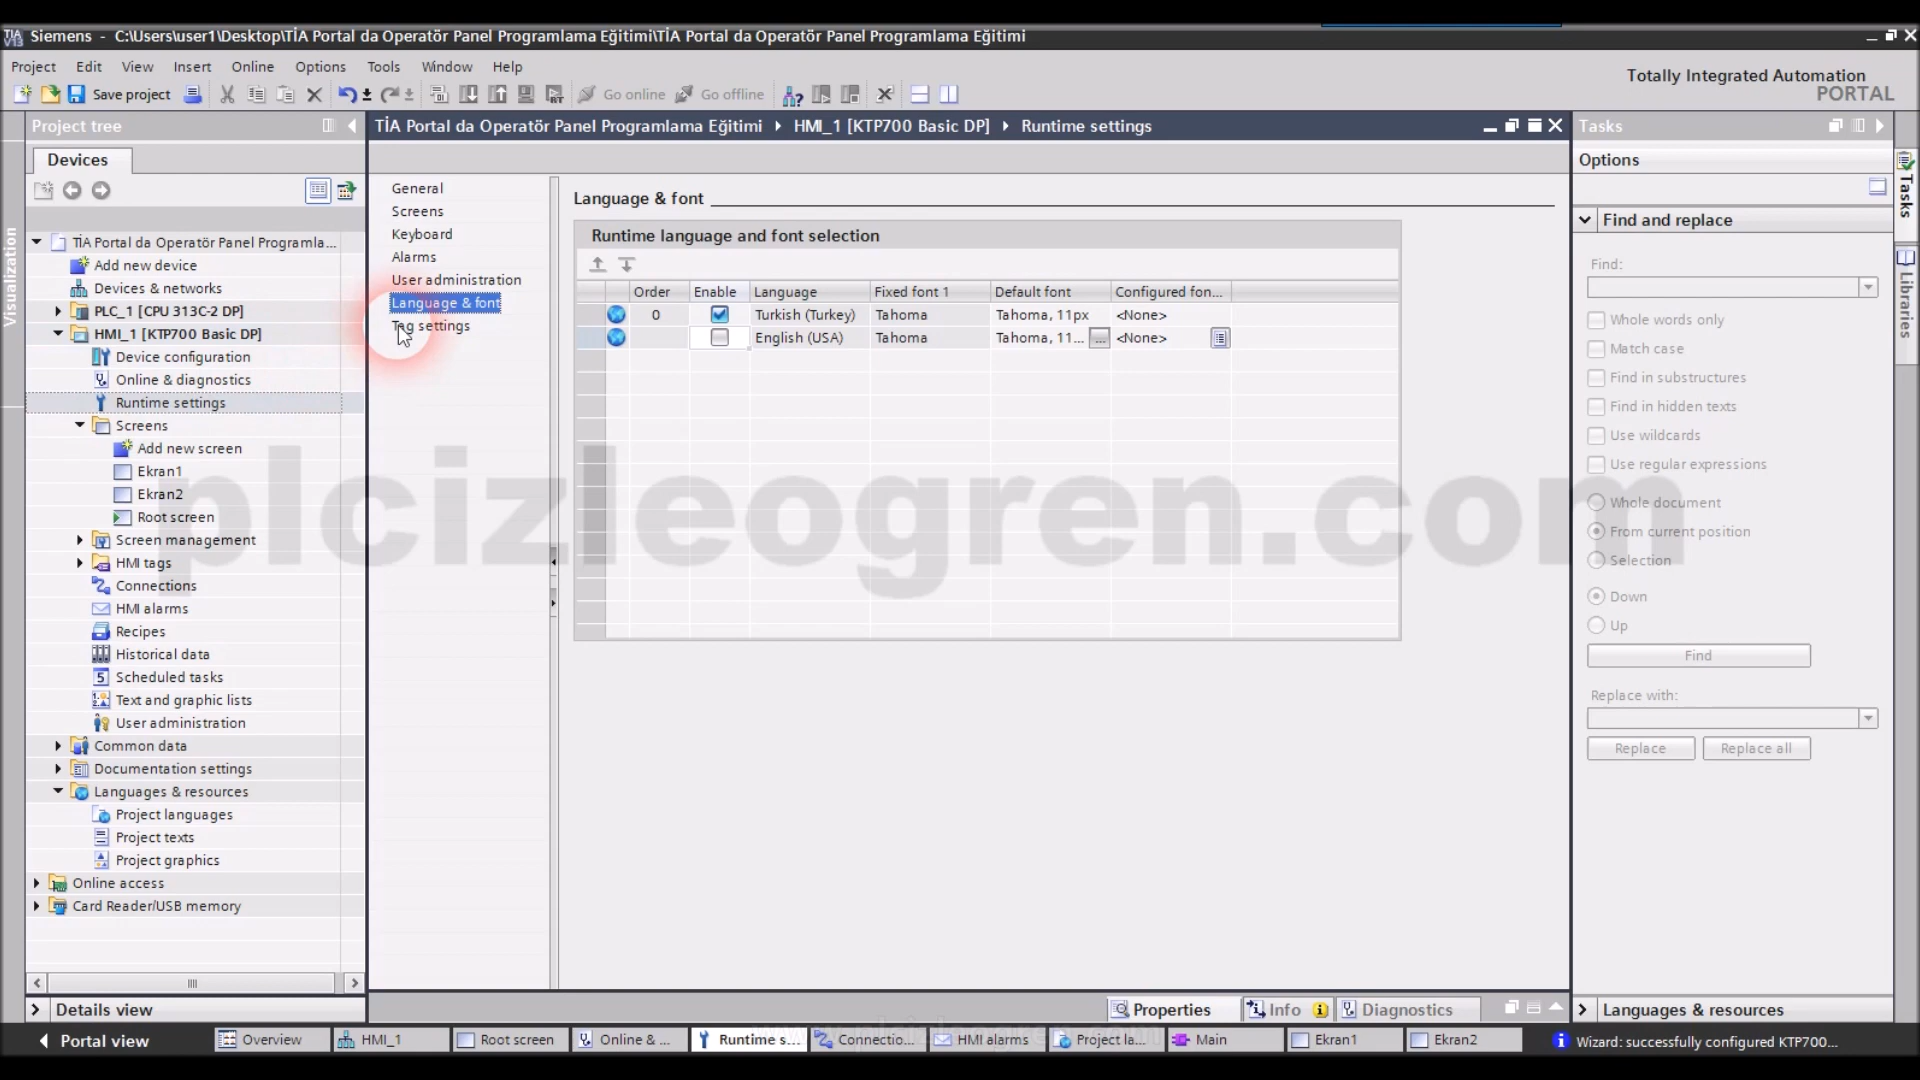 Siemens - C:\Users\user1\Desktop\TİA Portal da Operatör Panel Programlama Eğitimi\TİA Portal da Operatör Panel Programlama Eğitimi
Project Edit View Insert Online Options Tools Window Help
Totally Integrated Automation
PORTAL
Save project Go online Go offline
Project tree
TİA Portal da Operatör Panel Programlama Eğitimi HMI_1 [KTP700 Basic DP] Runtime settings
Tasks
Devices
Options
Visualization
TİA Portal da Operatör Panel Programla...
Add new device
Devices & networks
PLC_1 [CPU 313C-2 DP]
HMI_1 [KTP700 Basic DP]
Device configuration
Online & diagnostics
Runtime settings
Screens
Add new screen
Ekran1
Ekran2
Root screen
Screen management
HMI tags
Connections
HMI alarms
Recipes
Historical data
Scheduled tasks
Text and graphic lists
User administration
Common data
Documentation settings
Languages & resources
Project languages
Project texts
Project graphics
Online access
Card Reader/USB memory
Details view
General
Screens
Keyboard
Alarms
User administration
Language & font
Tag settings
Language & font
Runtime language and font selection
Order Enable Language Fixed font 1 Default font Configured fon...
0 Turkish (Turkey) Tahoma Tahoma, 11px <None>
English (USA) Tahoma Tahoma, 11... ... <None>
plcizleogren.com
Find and replace
Find:
Whole words only
Match case
Find in substructures
Find in hidden texts
Use wildcards
Use regular expressions
Whole document
From current position
Selection
Down
Up
Find
Replace with:
Replace Replace all
Languages & resources
Tasks
Libraries
Properties Info Diagnostics
Portal view Overview HMI_1 Root screen Online & ... Runtime s... Connectio... HMI alarms Project la... Main Ekran1 Ekran2 Wizard: successfully configured KTP700...
www.plcizleogren.com